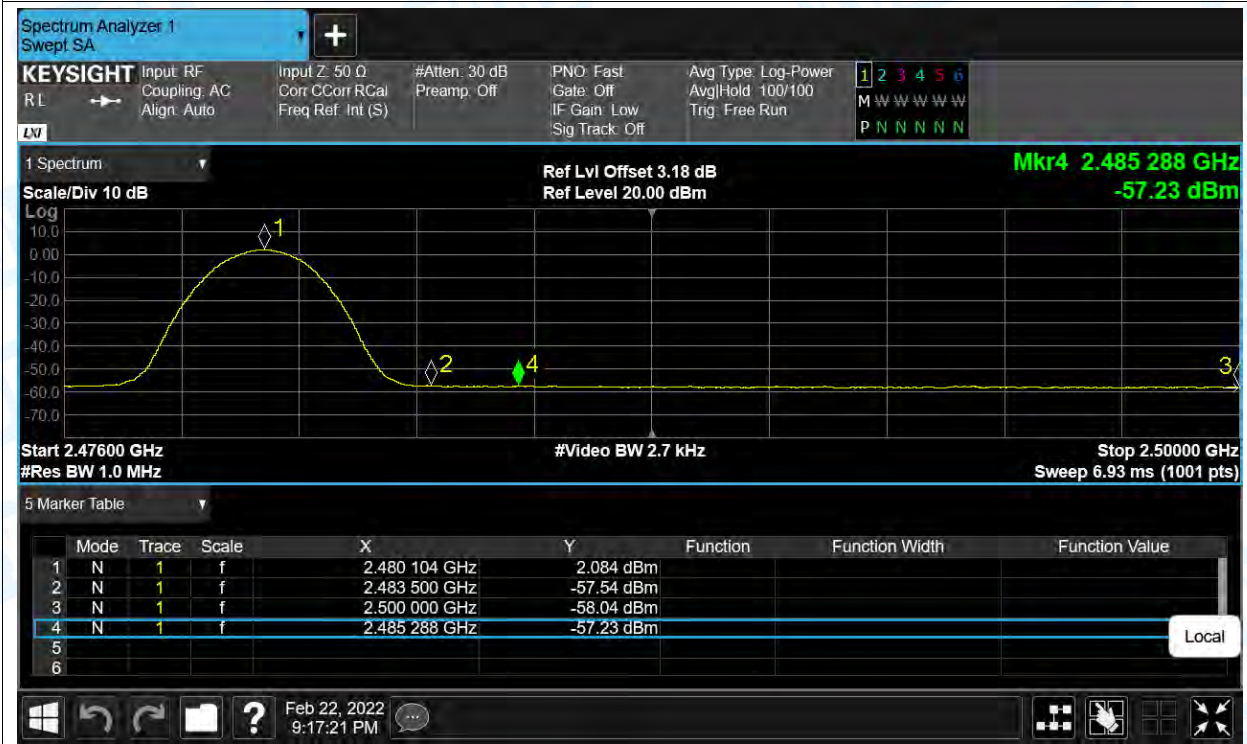 Spectrum Analyzer 1
Swept SA
+
KEYSIGHT
RL
LXI
Input: RF
Coupling: AC
Align: Auto
Input Z: 50 Ω
Corr CCorr RCal
Freq Ref: Int (S)
#Atten: 30 dB
Preamp: Off
PNO: Fast
Gate: Off
IF Gain: Low
Sig Track: Off
Avg Type: Log-Power
Avg|Hold: 100/100
Trig: Free Run
1 2 3 4 5 6
M W W W W W
P N N N N N
1 Spectrum
Scale/Div 10 dB
Ref Lvl Offset 3.18 dB
Ref Level 20.00 dBm
Mkr4 2.485 288 GHz
-57.23 dBm
Log
10.0
0.00
-10.0
-20.0
-30.0
-40.0
-50.0
-60.0
-70.0
1
2
4
3
Start 2.47600 GHz
#Res BW 1.0 MHz
#Video BW 2.7 kHz
Stop 2.50000 GHz
Sweep 6.93 ms (1001 pts)
5 Marker Table
Mode Trace Scale X Y Function Function Width Function Value
1 N 1 f 2.480 104 GHz 2.084 dBm
2 N 1 f 2.483 500 GHz -57.54 dBm
3 N 1 f 2.500 000 GHz -58.04 dBm
4 N 1 f 2.485 288 GHz -57.23 dBm
5
6
Local
?
Feb 22, 2022
9:17:21 PM